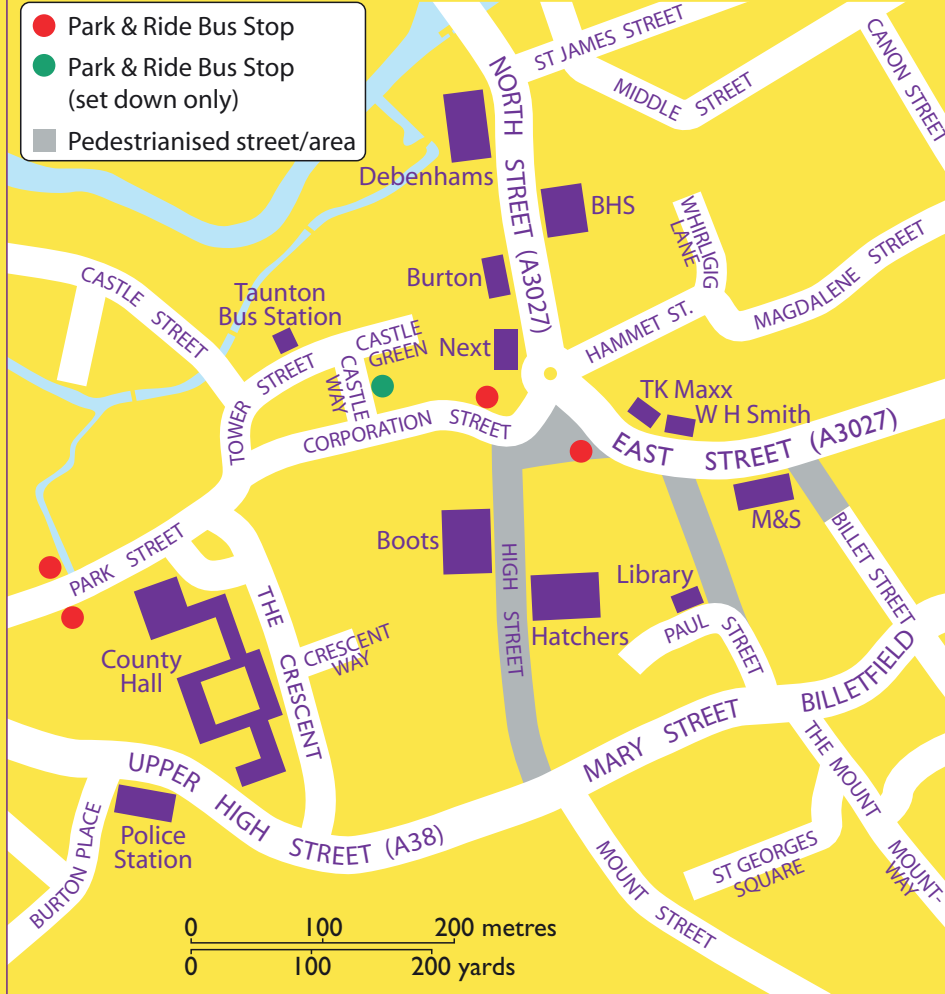 Park & Ride Bus Stop
Park & Ride Bus Stop
(set down only)
Pedestrianised street/area
ST JAMES STREET
CANON STREET
NORTH STREET (A3027)
MIDDLE STREET
Debenhams
BHS
WHIRLIGIG
LANE
MAGDALENE STREET
CASTLE STREET
Taunton
Bus Station
Burton
HAMMET ST.
CASTLE
GREEN
Next
TOWER STREET
CASTLE
WAY
TK Maxx
W H Smith
CORPORATION STREET
EAST STREET (A3027)
M&S
BILLET STREET
Boots
HIGH STREET
PARK STREET
Library
Hatchers
PAUL STREET
THE CRESCENT
CRESCENT
WAY
County
Hall
BILLETFIELD
MARY STREET
THE MOUNT
UPPER HIGH STREET (A38)
BURTON PLACE
Police
Station
ST GEORGES
SQUARE
MOUNT-
WAY
MOUNT STREET
0 100 200 metres
0 100 200 yards